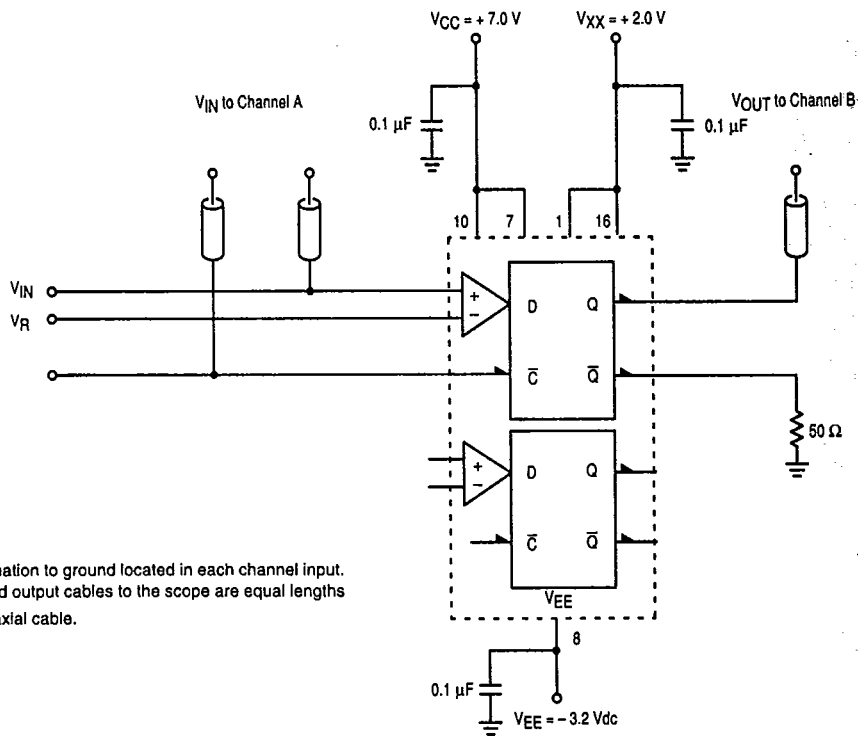 VCC = + 7.0 V
VXX = + 2.0 V
VIN to Channel A
0.1 µF
0.1 µF
VOUT to Channel B
10
7
1
16
VIN
VR
+
−
D
Q
C̅
Q̅
50 Ω
+
−
D
Q
C̅
Q̅
VEE
ation to ground located in each channel input.
d output cables to the scope are equal lengths
axial cable.
8
0.1 µF
VEE = – 3.2 Vdc